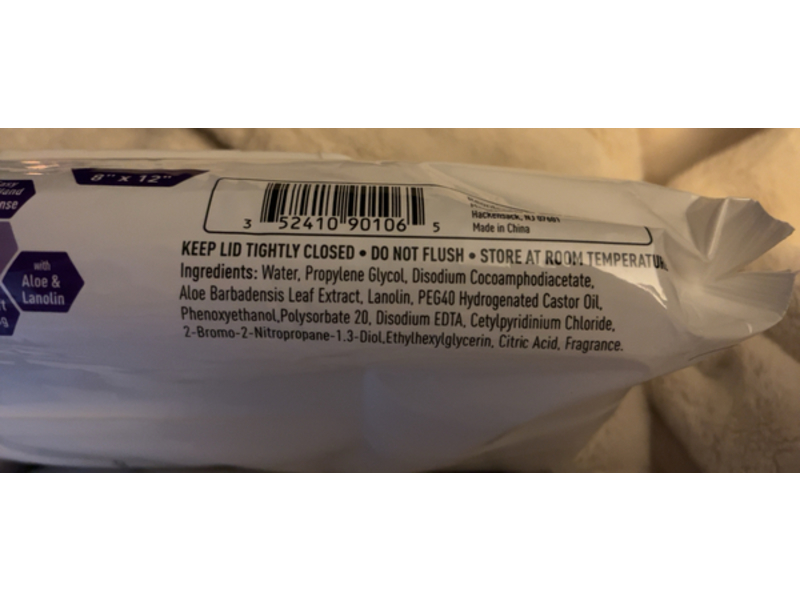 8" x 12"
with
Aloe &
Lanolin
3 52410 90106 5
Hackensack, NJ 07601
Made in China
KEEP LID TIGHTLY CLOSED • DO NOT FLUSH • STORE AT ROOM TEMPERATU
Ingredients: Water, Propylene Glycol, Disodium Cocoamphodiacetate,
Aloe Barbadensis Leaf Extract, Lanolin, PEG40 Hydrogenated Castor Oil,
Phenoxyethanol,Polysorbate 20, Disodium EDTA, Cetylpyridinium Chloride,
2-Bromo-2-Nitropropane-1.3-Diol,Ethylhexylglycerin, Citric Acid, Fragrance.